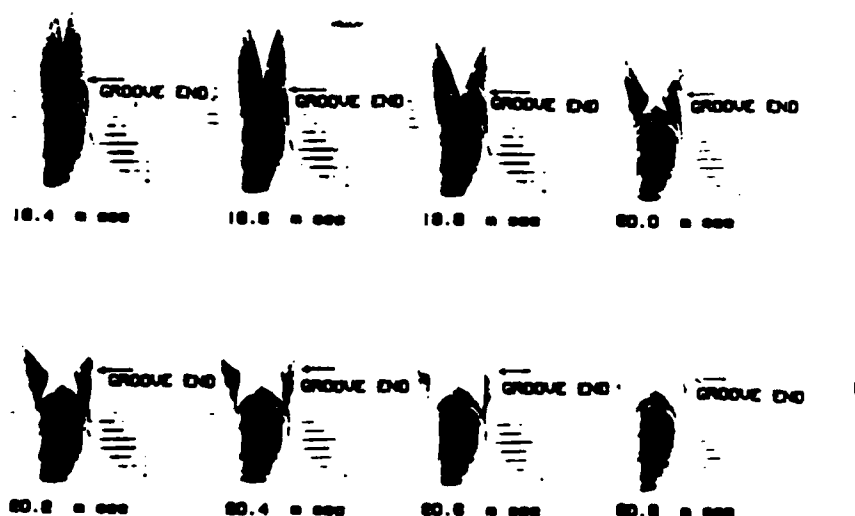 GROOVE END
GROOVE END
GROOVE END
GROOVE END
19.4 m sec
19.6 m sec
19.8 m sec
20.0 m sec
GROOVE END
GROOVE END
GROOVE END
GROOVE END
20.2 m sec
20.4 m sec
20.6 m sec
20.8 m sec